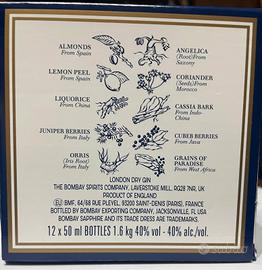 ALMONDS
From Spain
LEMON PEEL
From Spain
LIQUORICE
From China
JUNIPER BERRIES
From Italy
ORRIS
(Iris Root)
From Italy
ANGELICA
(Root) From
Saxony
CORIANDER
(Seeds) From
Morocco
CASSIA BARK
From Indo-
China
CUBEB BERRIES
From Java
GRAINS OF
PARADISE
From West Africa
LONDON DRY GIN
THE BOMBAY SPIRITS COMPANY, LAVERSTOKE MILL, RG28 7NR, UK
PRODUCT OF ENGLAND
EU BMF, 64/68 RUE PLEYEL, 93200 SAINT-DENIS (PARIS), FRANCE
BOTTLED BY BOMBAY EXPORTING COMPANY, JACKSONVILLE, FL USA
BOMBAY SAPPHIRE AND ITS TRADE DRESS ARE TRADEMARKS.
12 x 50 ml BOTTLES 1.6 kg 40% vol - 40% alc./vol.